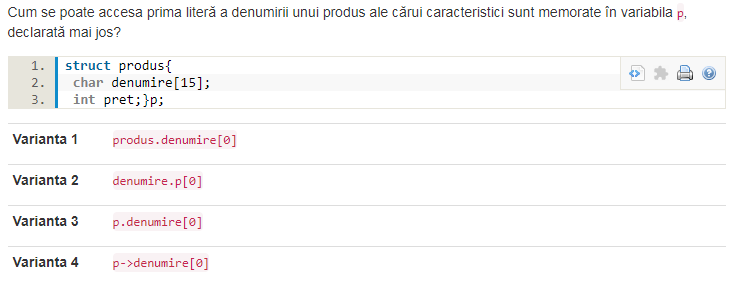 Cum se poate accesa prima literă a denumirii unui produs ale cărui caracteristici sunt memorate în variabila p,
declarată mai jos?
1. struct produs{
2. char denumire[15];
3. int pret;}p;
Varianta 1 produs.denumire[0]
Varianta 2 denumire.p[0]
Varianta 3 p.denumire[0]
Varianta 4 p->denumire[0]